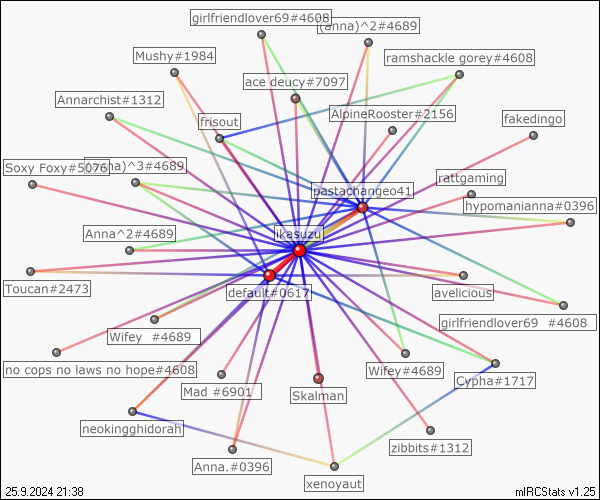 girlfriendlover69#4608
(anna)^2#4689
Mushy#1984
ramshackle gorey#4608
ace deucy#7097
Annarchist#1312
AlpineRooster#2156
frisout
fakedingo
Soxy Foxy#5076
)^3#4689
rattgaming
pastachangeo41
hypomanianna#0396
ikasuzu
Anna^2#4689
Toucan#2473
default#0617
avelicious
girlfriendlover69 #4608
Wifey #4689
no cops no laws no hope#4608
Wifey#4689
Cypha#1717
Mad #6901
Skalman
neokingghidorah
zibbits#1312
Anna.#0396
xenoyaut
25.9.2024 21:38
mIRCStats v1.25